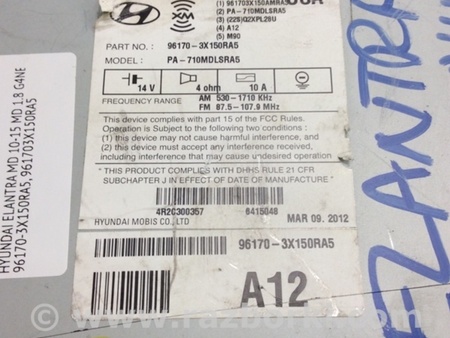 HYUNDAI ELANTRA MD 10-15 MD 1.8 G4NE
96170-3X150RA5,961703X150RA5
USA
(1) 961703X150AMRA5
(2) PA-710MDLSRA5
(3) (22S)Q2XPL28U
(4) A12
(5) M90
XM
PART NO.: 96170-3X150RA5
MODEL: PA-710MDLSRA5
14 V 4 ohm 10 A
FREQUENCY RANGE AM 530-1710 KHz
FM 87.5-107.9 MHz
This device complies with part 15 of the FCC Rules.
Operation is Subject to the following two conditions:
(1) this device may not cause harmful interference, and
(2) this device must accept any interference received,
including interference that may cause undesired
operation.
*** THIS PRODUCT COMPLIES WITH DHHS RULE 21 CFR
SUBCHAPTER J IN EFFECT OF DATE OF MANUFACTURE ***
4R2C300357 6415048
HYUNDAI MOBIS CO., LTD MAR 09. 2012
96170-3X150RA5
A12
ELANTRA
www.razborka.com